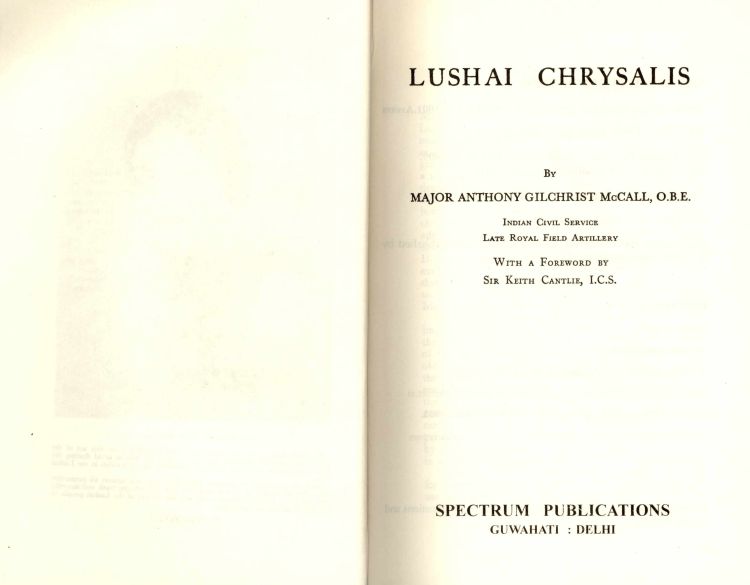 LUSHAI CHRYSALIS
By
MAJOR ANTHONY GILCHRIST McCALL, O.B.E.
Indian Civil Service
Late Royal Field Artillery
With a Foreword by
Sir Keith Cantlie, I.C.S.
SPECTRUM PUBLICATIONS
GUWAHATI : DELHI